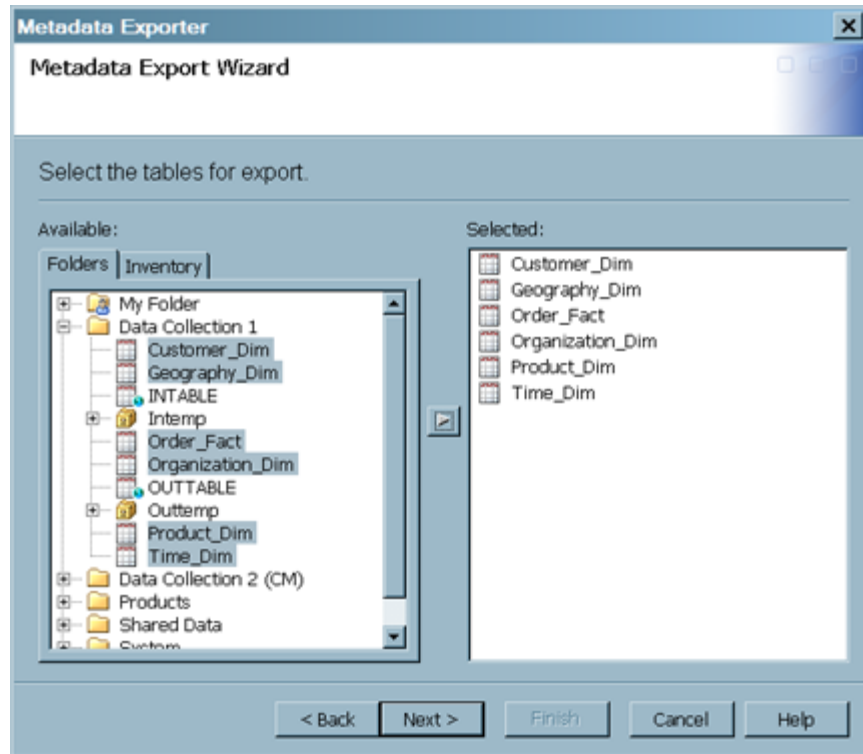 Metadata Exporter
Metadata Export Wizard
Select the tables for export.
Available:
Folders
Inventory
My Folder
Data Collection 1
Customer_Dim
Geography_Dim
INTABLE
Intemp
Order_Fact
Organization_Dim
OUTTABLE
Outtemp
Product_Dim
Time_Dim
Data Collection 2 (CM)
Products
Shared Data
System
Selected:
Customer_Dim
Geography_Dim
Order_Fact
Organization_Dim
Product_Dim
Time_Dim
< Back
Next >
Finish
Cancel
Help